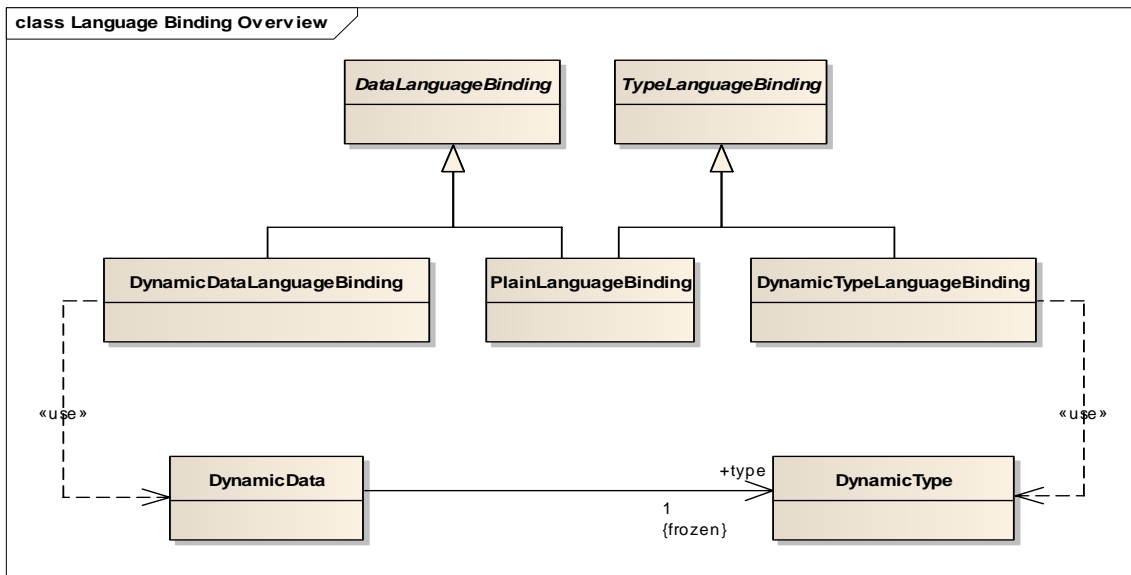 class Language Binding Overview
DataLanguageBinding
TypeLanguageBinding
DynamicDataLanguageBinding
PlainLanguageBinding
DynamicTypeLanguageBinding
«use»
«use»
DynamicData
+type
DynamicType
1
{frozen}